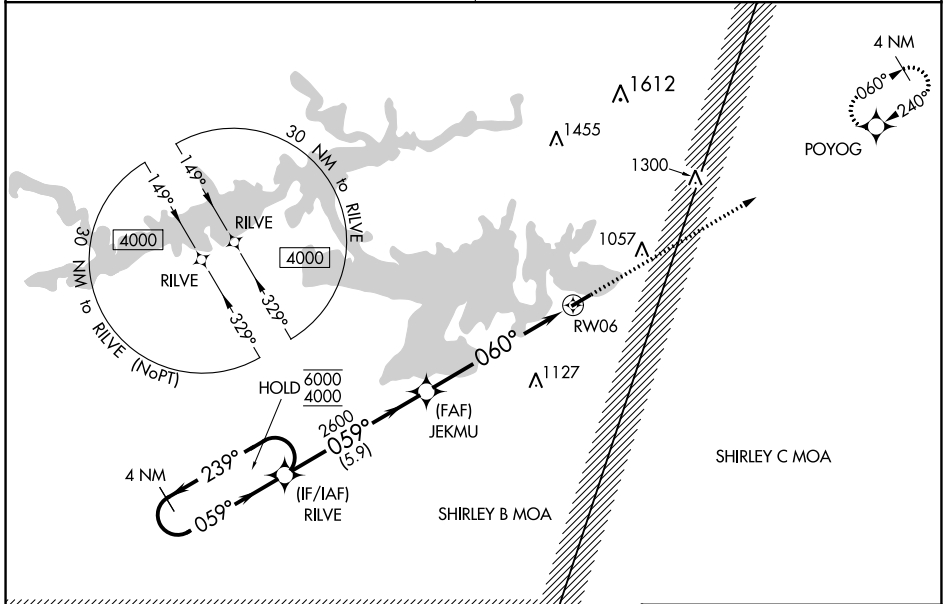 4 NM
060°
240°
POYOG
1612
1455
1300
1057
30 NM to RILVE
149°
149°
RILVE
RILVE
4000
4000
329°
329°
30 NM to RILVE (NoPT)
RW06
060°
1127
HOLD 6000
4000
2600
059°
(5.9)
(FAF)
JEKMU
4 NM
239°
059°
(IF/IAF)
RILVE
SHIRLEY B MOA
SHIRLEY C MOA